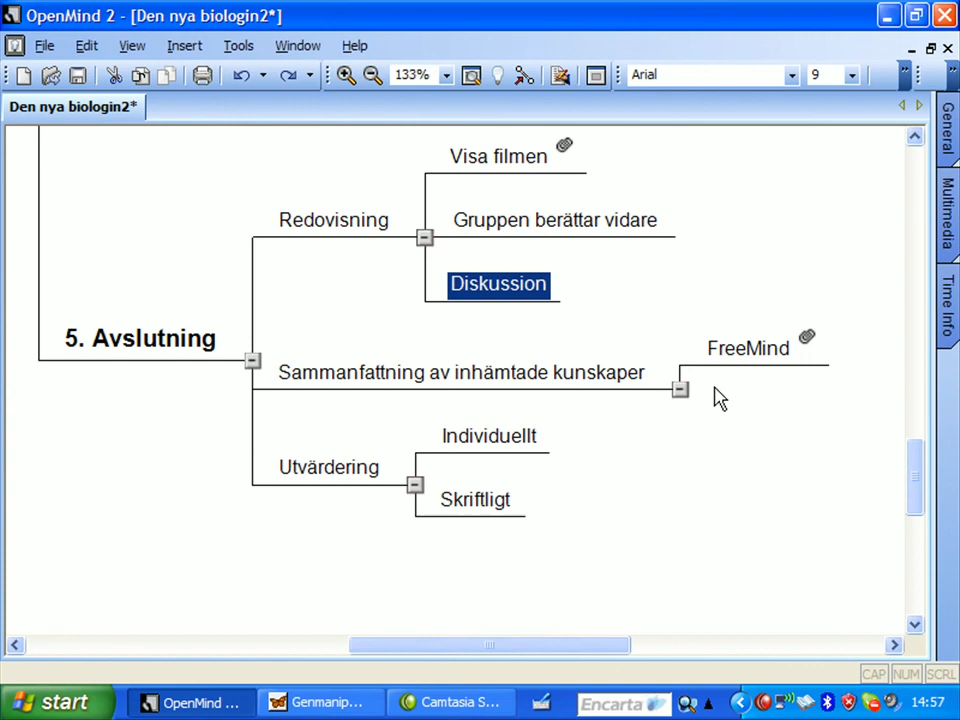 OpenMind 2 - [Den nya biologin2*]
File Edit View Insert Tools Window Help
133% Arial 9
Den nya biologin2*
General
Multimedia
Time Info
Visa filmen
Redovisning
Gruppen berättar vidare
Diskussion
5. Avslutning
FreeMind
Sammanfattning av inhämtade kunskaper
Individuellt
Utvärdering
Skriftligt
CAP NUM SCRL
start OpenMind ... Genmanip... Camtasia S... Encarta 14:57